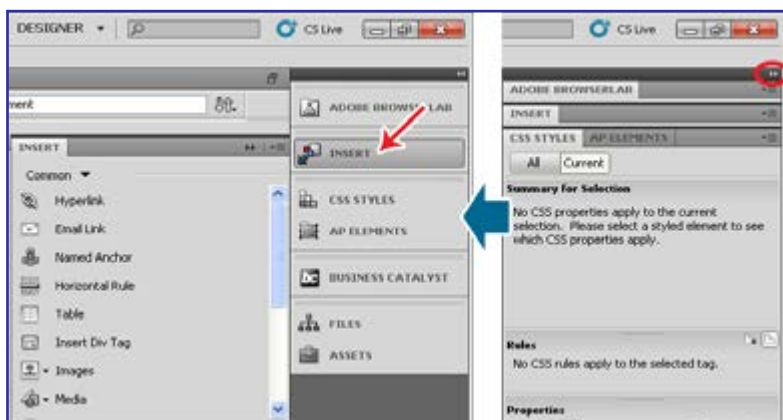 DESIGNER
CS Live
ment
INSERT
Common
Hyperlink
Email Link
Named Anchor
Horizontal Rule
Table
Insert Div Tag
Images
Media
ADOBE BROWSERLAB
INSERT
CSS STYLES
AP ELEMENTS
BUSINESS CATALYST
FILES
ASSETS
CS Live
ADOBE BROWSERLAB
INSERT
CSS STYLES AP ELEMENTS
All Current
Summary for Selection
No CSS properties apply to the current
selection. Please select a styled element to see
which CSS properties apply.
Rules
No CSS rules apply to the selected tag.
Properties